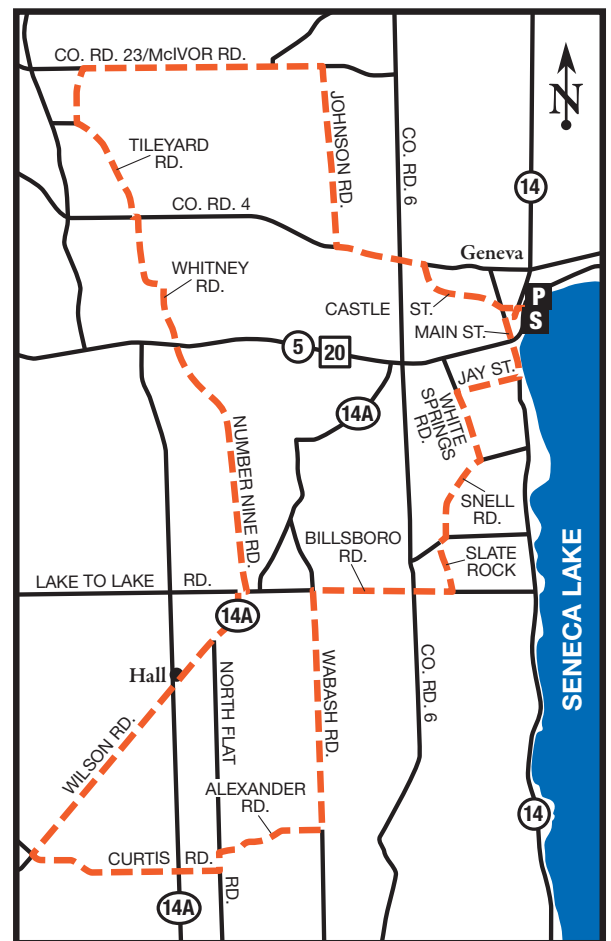 CO. RD. 23/McIVOR RD.
N
JOHNSON RD.
CO. RD. 6
TILEYARD
RD.
14
CO. RD. 4
Geneva
WHITNEY
RD.
P
S
CASTLE ST.
MAIN ST.
5
20
JAY ST.
14A
WHITE
SPRINGS
RD.
NUMBER NINE RD.
SNELL
RD.
BILLSBORO
RD.
SLATE
ROCK
LAKE TO LAKE RD.
14A
SENECA LAKE
Hall
WILSON RD.
NORTH FLAT
RD.
WABASH RD.
CO. RD. 6
ALEXANDER
RD.
14
CURTIS RD.
14A